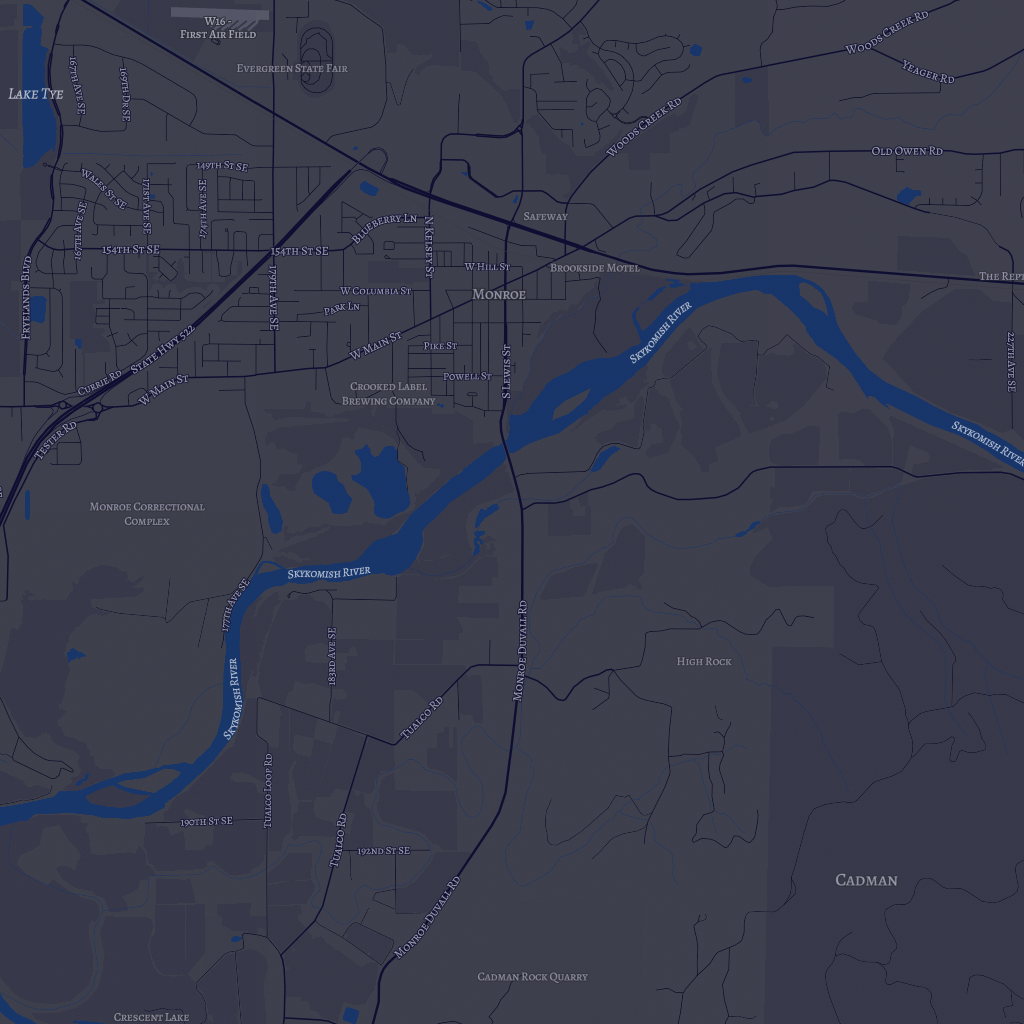 W16 -
First Air Field
Woods Creek Rd
Yeager Rd
Evergreen State Fair
167th Ave SE
169th Dr SE
Lake Tye
Woods Creek Rd
Old Owen Rd
149th St SE
Wales St SE
171st Ave SE
174th Ave SE
167th Ave SE
Blueberry Ln
N Kelsey St
Safeway
154th St SE
154th St SE
W Hill St
Brookside Motel
The Rept
Fryelands Blvd
179th Ave SE
W Columbia St
Monroe
Park Ln
Skykomish River
State Hwy 522
W Main St
Pike St
227th Ave SE
Currie Rd
W Main St
Powell St
S Lewis St
Crooked Label
Brewing Company
Tester Rd
Skykomish River
Monroe Correctional
Complex
Skykomish River
177th Ave SE
183rd Ave SE
Monroe Duvall Rd
High Rock
Skykomish River
Tualco Rd
Tualco Loop Rd
190th St SE
Tualco Rd
192nd St SE
Cadman
Monroe Duvall Rd
Cadman Rock Quarry
Crescent Lake